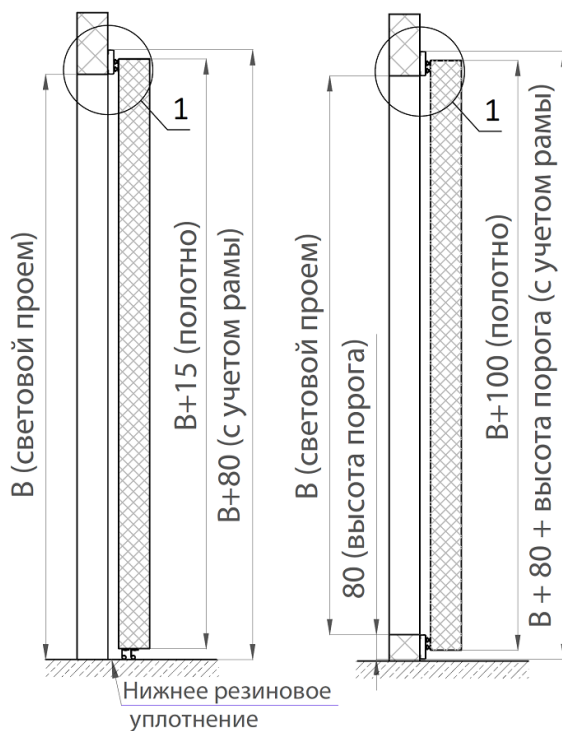 1
В (световой проем)
В+15 (полотно)
В+80 (с учетом рамы)
Нижнее резиновое
уплотнение
1
В (световой проем)
80 (высота порога)
В+100 (полотно)
В + 80 + высота порога (с учетом рамы)